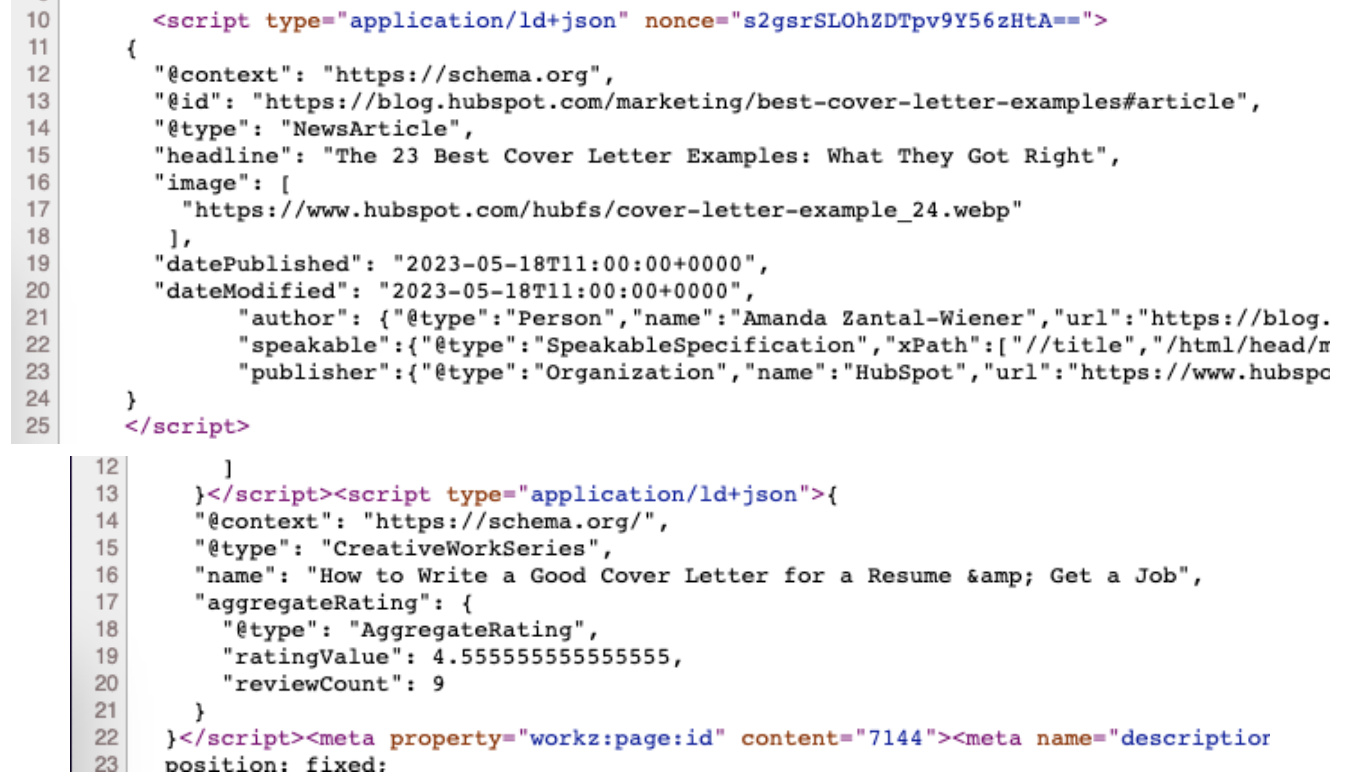 10 <script type="application/ld+json" nonce="s2gsrSLOhZDTpv9Y56zHtA==">
11 {
12 "@context": "https://schema.org",
13 "@id": "https://blog.hubspot.com/marketing/best-cover-letter-examples#article",
14 "@type": "NewsArticle",
15 "headline": "The 23 Best Cover Letter Examples: What They Got Right",
16 "image": [
17 "https://www.hubspot.com/hubfs/cover-letter-example_24.webp"
18 ],
19 "datePublished": "2023-05-18T11:00:00+0000",
20 "dateModified": "2023-05-18T11:00:00+0000",
21 "author": {"@type":"Person","name":"Amanda Zantal-Wiener","url":"https://blog.
22 "speakable":{"@type":"SpeakableSpecification","xPath":["//title","/html/head/m
23 "publisher":{"@type":"Organization","name":"HubSpot","url":"https://www.hubspo
24 }
25 </script>
12 ]
13 }</script><script type="application/ld+json">{
14 "@context": "https://schema.org/",
15 "@type": "CreativeWorkSeries",
16 "name": "How to Write a Good Cover Letter for a Resume &amp; Get a Job",
17 "aggregateRating": {
18 "@type": "AggregateRating",
19 "ratingValue": 4.555555555555555,
20 "reviewCount": 9
21 }
22 }</script><meta property="workz:page:id" content="7144"><meta name="description
23 position: fixed;